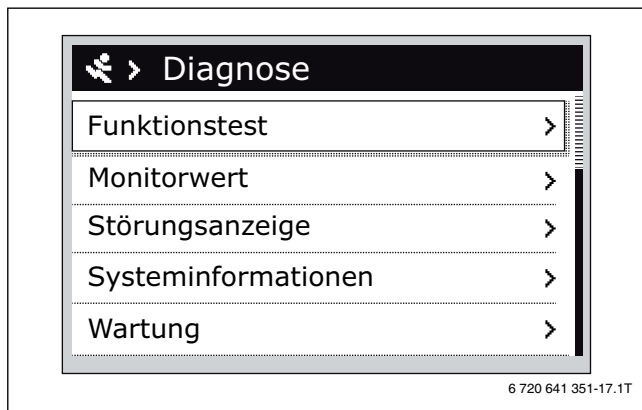 > Diagnose
Funktionstest >
Monitorwert >
Störungsanzeige >
Systeminformationen >
Wartung >
6 720 641 351-17.1T